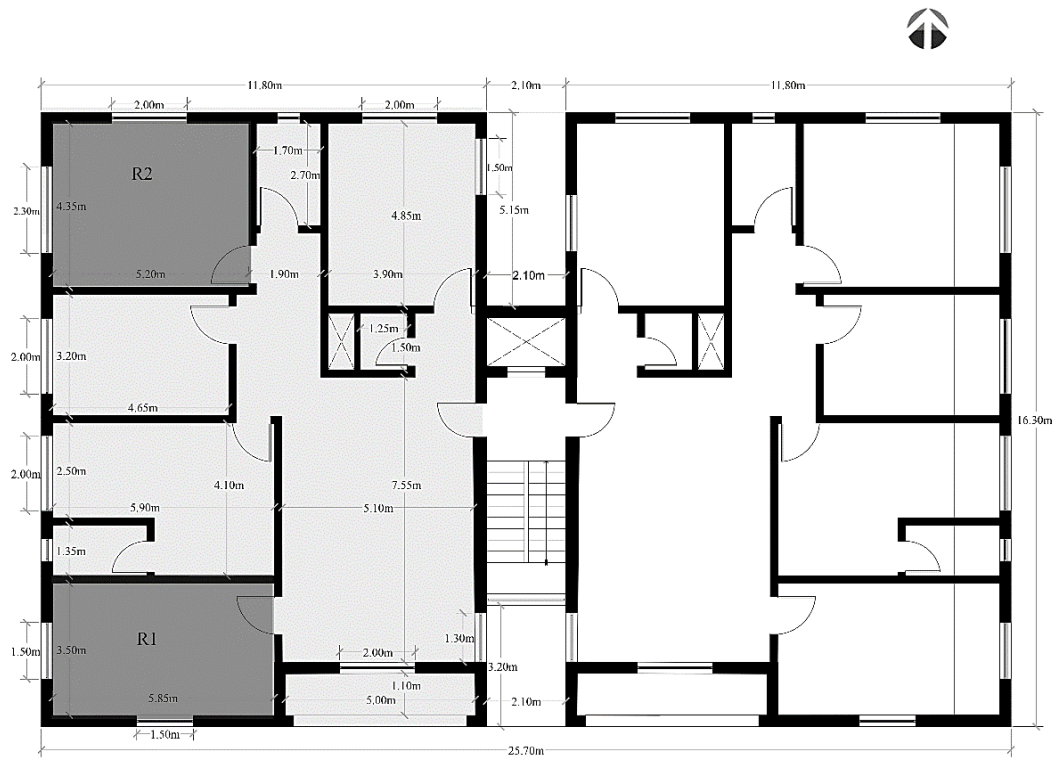 11.80m
2,10m
11.80m
2,00m
2,00m
1.70m
2.70m
1.50m
R2
5.15m
2.30m
4.35m
4.85m
5.20m
1.90m
3.90m
2.10m
1.25m
1.50m
2.00m
3.20m
4.65m
16.30m
2.50m
2.00m
4.10m
7.55m
5.90m
5.10m
1.35m
R1
1.30m
1.50m
3.50m
2.00m
3.20m
1.10m
5.85m
5,00m
2.10m
1.50m
25.70m